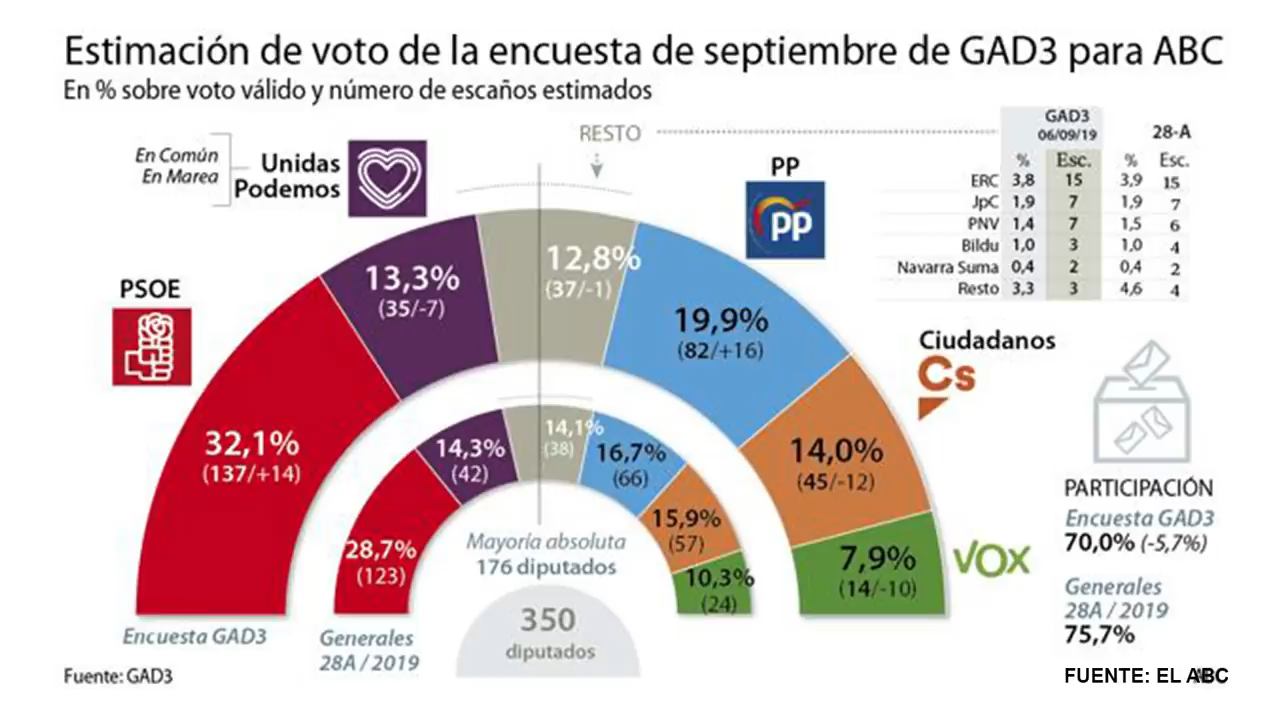 Estimación de voto de la encuesta de septiembre de GAD3 para ABC
En % sobre voto válido y número de escaños estimados
En Común
En Marea
Unidas
Podemos
RESTO
PP
PP
GAD3
06/09/19 28-A
% Esc. % Esc.
ERC 3,8 15 3,9 15
JpC 1,9 7 1,9 7
PNV 1,4 7 1,5 6
Bildu 1,0 3 1,0 4
Navarra Suma 0,4 2 0,4 2
Resto 3,3 3 4,6 4
PSOE
32,1%
(137/+14)
13,3%
(35/-7)
12,8%
(37/-1)
19,9%
(82/+16)
Ciudadanos
Cs
14,0%
(45/-12)
7,9%
(14/-10)
VOX
28,7%
(123)
14,3%
(42)
14,1%
(38)
16,7%
(66)
15,9%
(57)
10,3%
(24)
Mayoría absoluta
176 diputados
350
diputados
Encuesta GAD3
Generales
28A / 2019
PARTICIPACIÓN
Encuesta GAD3
70,0% (-5,7%)
Generales
28A / 2019
75,7%
Fuente: GAD3
FUENTE: EL ABC